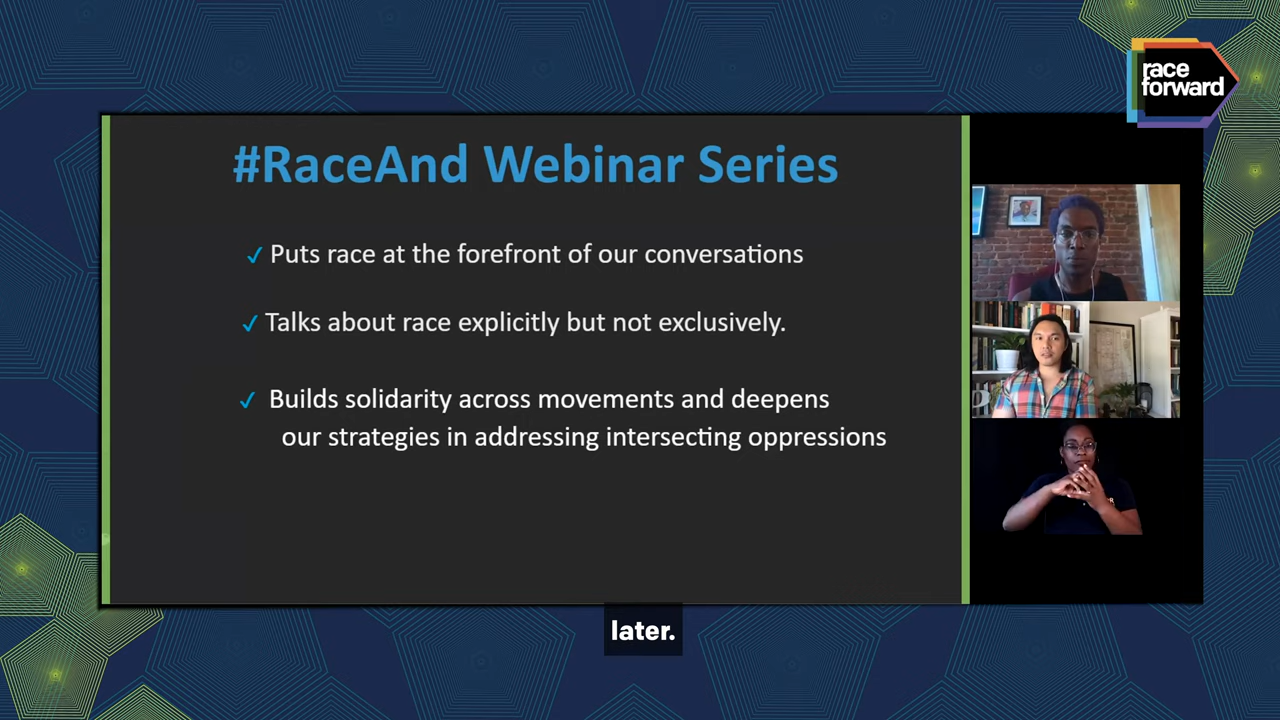 race
forward
#RaceAnd Webinar Series
✓ Puts race at the forefront of our conversations
✓ Talks about race explicitly but not exclusively.
✓ Builds solidarity across movements and deepens
our strategies in addressing intersecting oppressions
later.